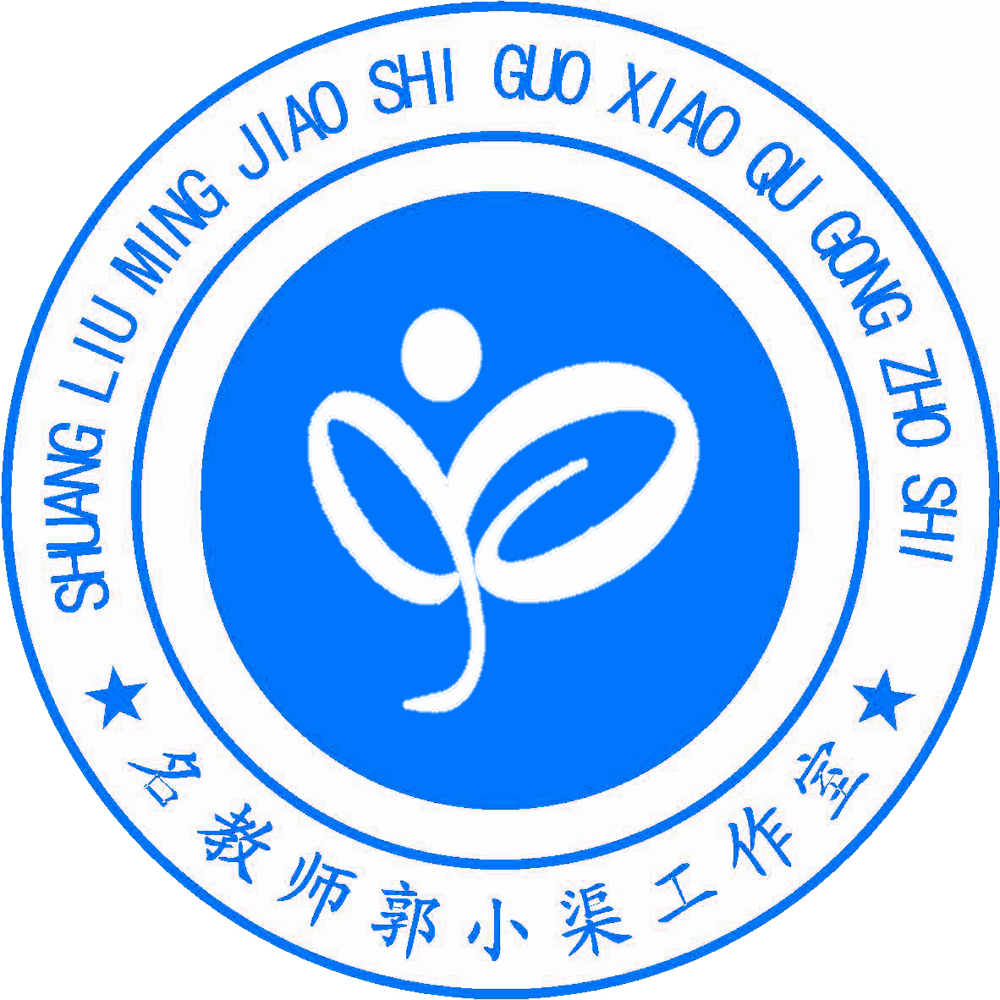 SHUANG LIU MING JIAO SHI GUO XIAO QU GONG ZHO SHI
名教师郭小渠工作室